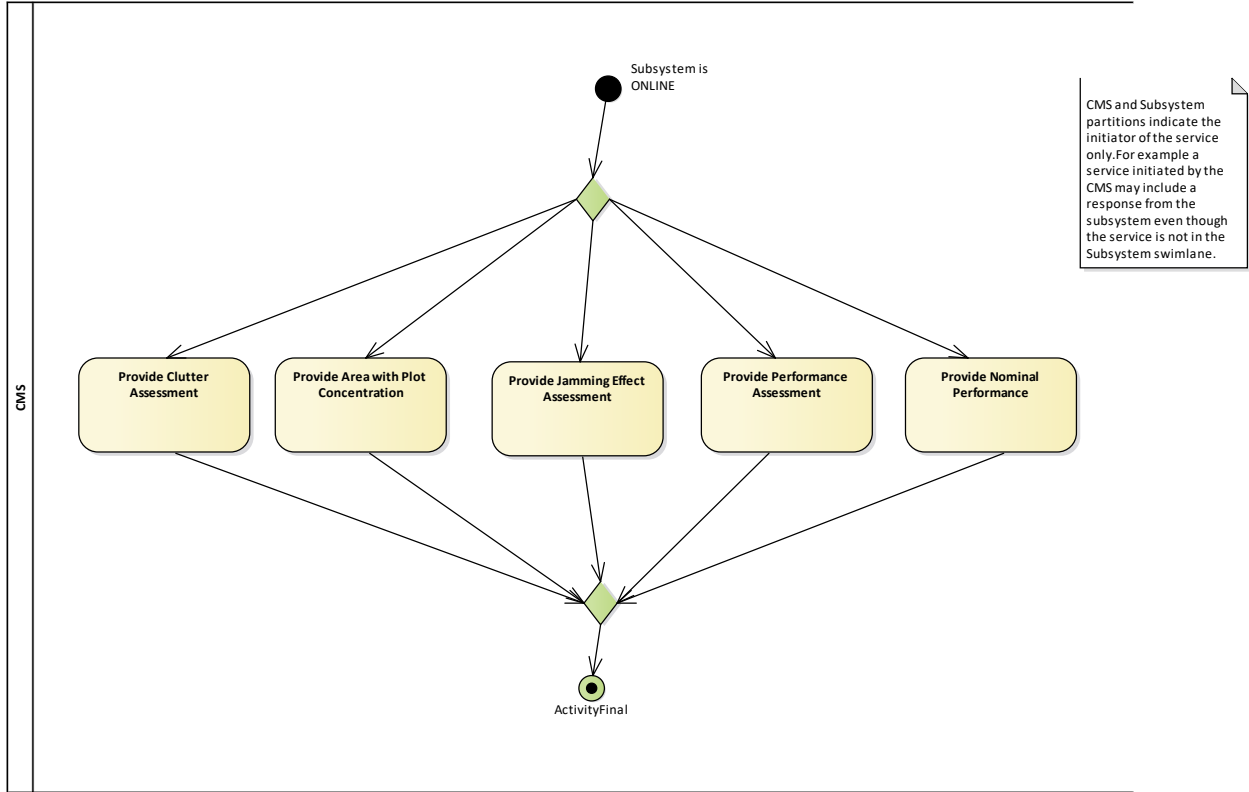 Subsystem is
ONLINE
CMS and Subsystem
partitions indicate the
initiator of the service
only.For example a
service initiated by the
CMS may include a
response from the
subsystem even though
the service is not in the
Subsystem swimlane.
CMS
Provide Clutter
Assessment
Provide Area with Plot
Concentration
Provide Jamming Effect
Assessment
Provide Performance
Assessment
Provide Nominal
Performance
ActivityFinal